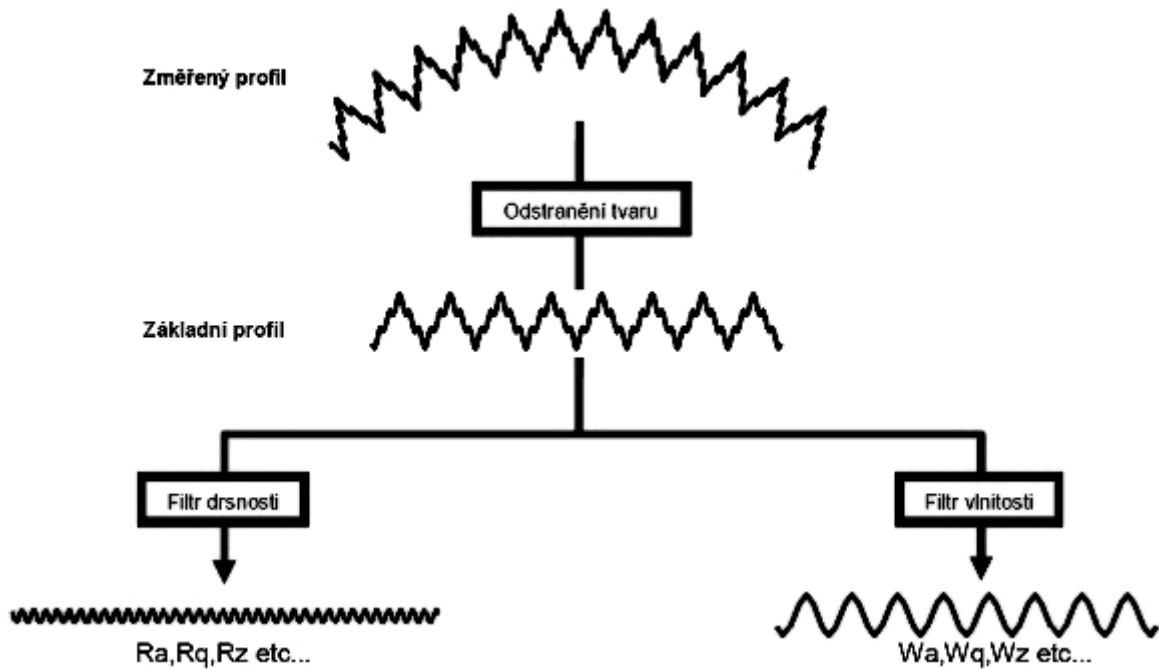 Změřený profil
Odstranění tvaru
Základní profil
Filtr drsnosti
Filtr vlnitosti
Ra,Rq,Rz etc...
Wa,Wq,Wz etc...